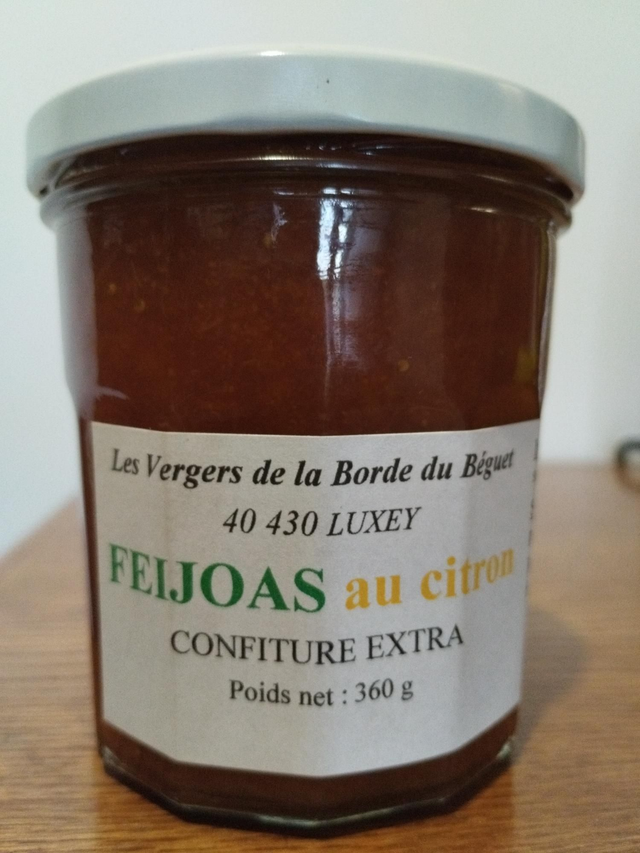 Les Vergers de la Borde du Béguet
40 430 LUXEY
FEIJOAS au citron
CONFITURE EXTRA
Poids net : 360 g